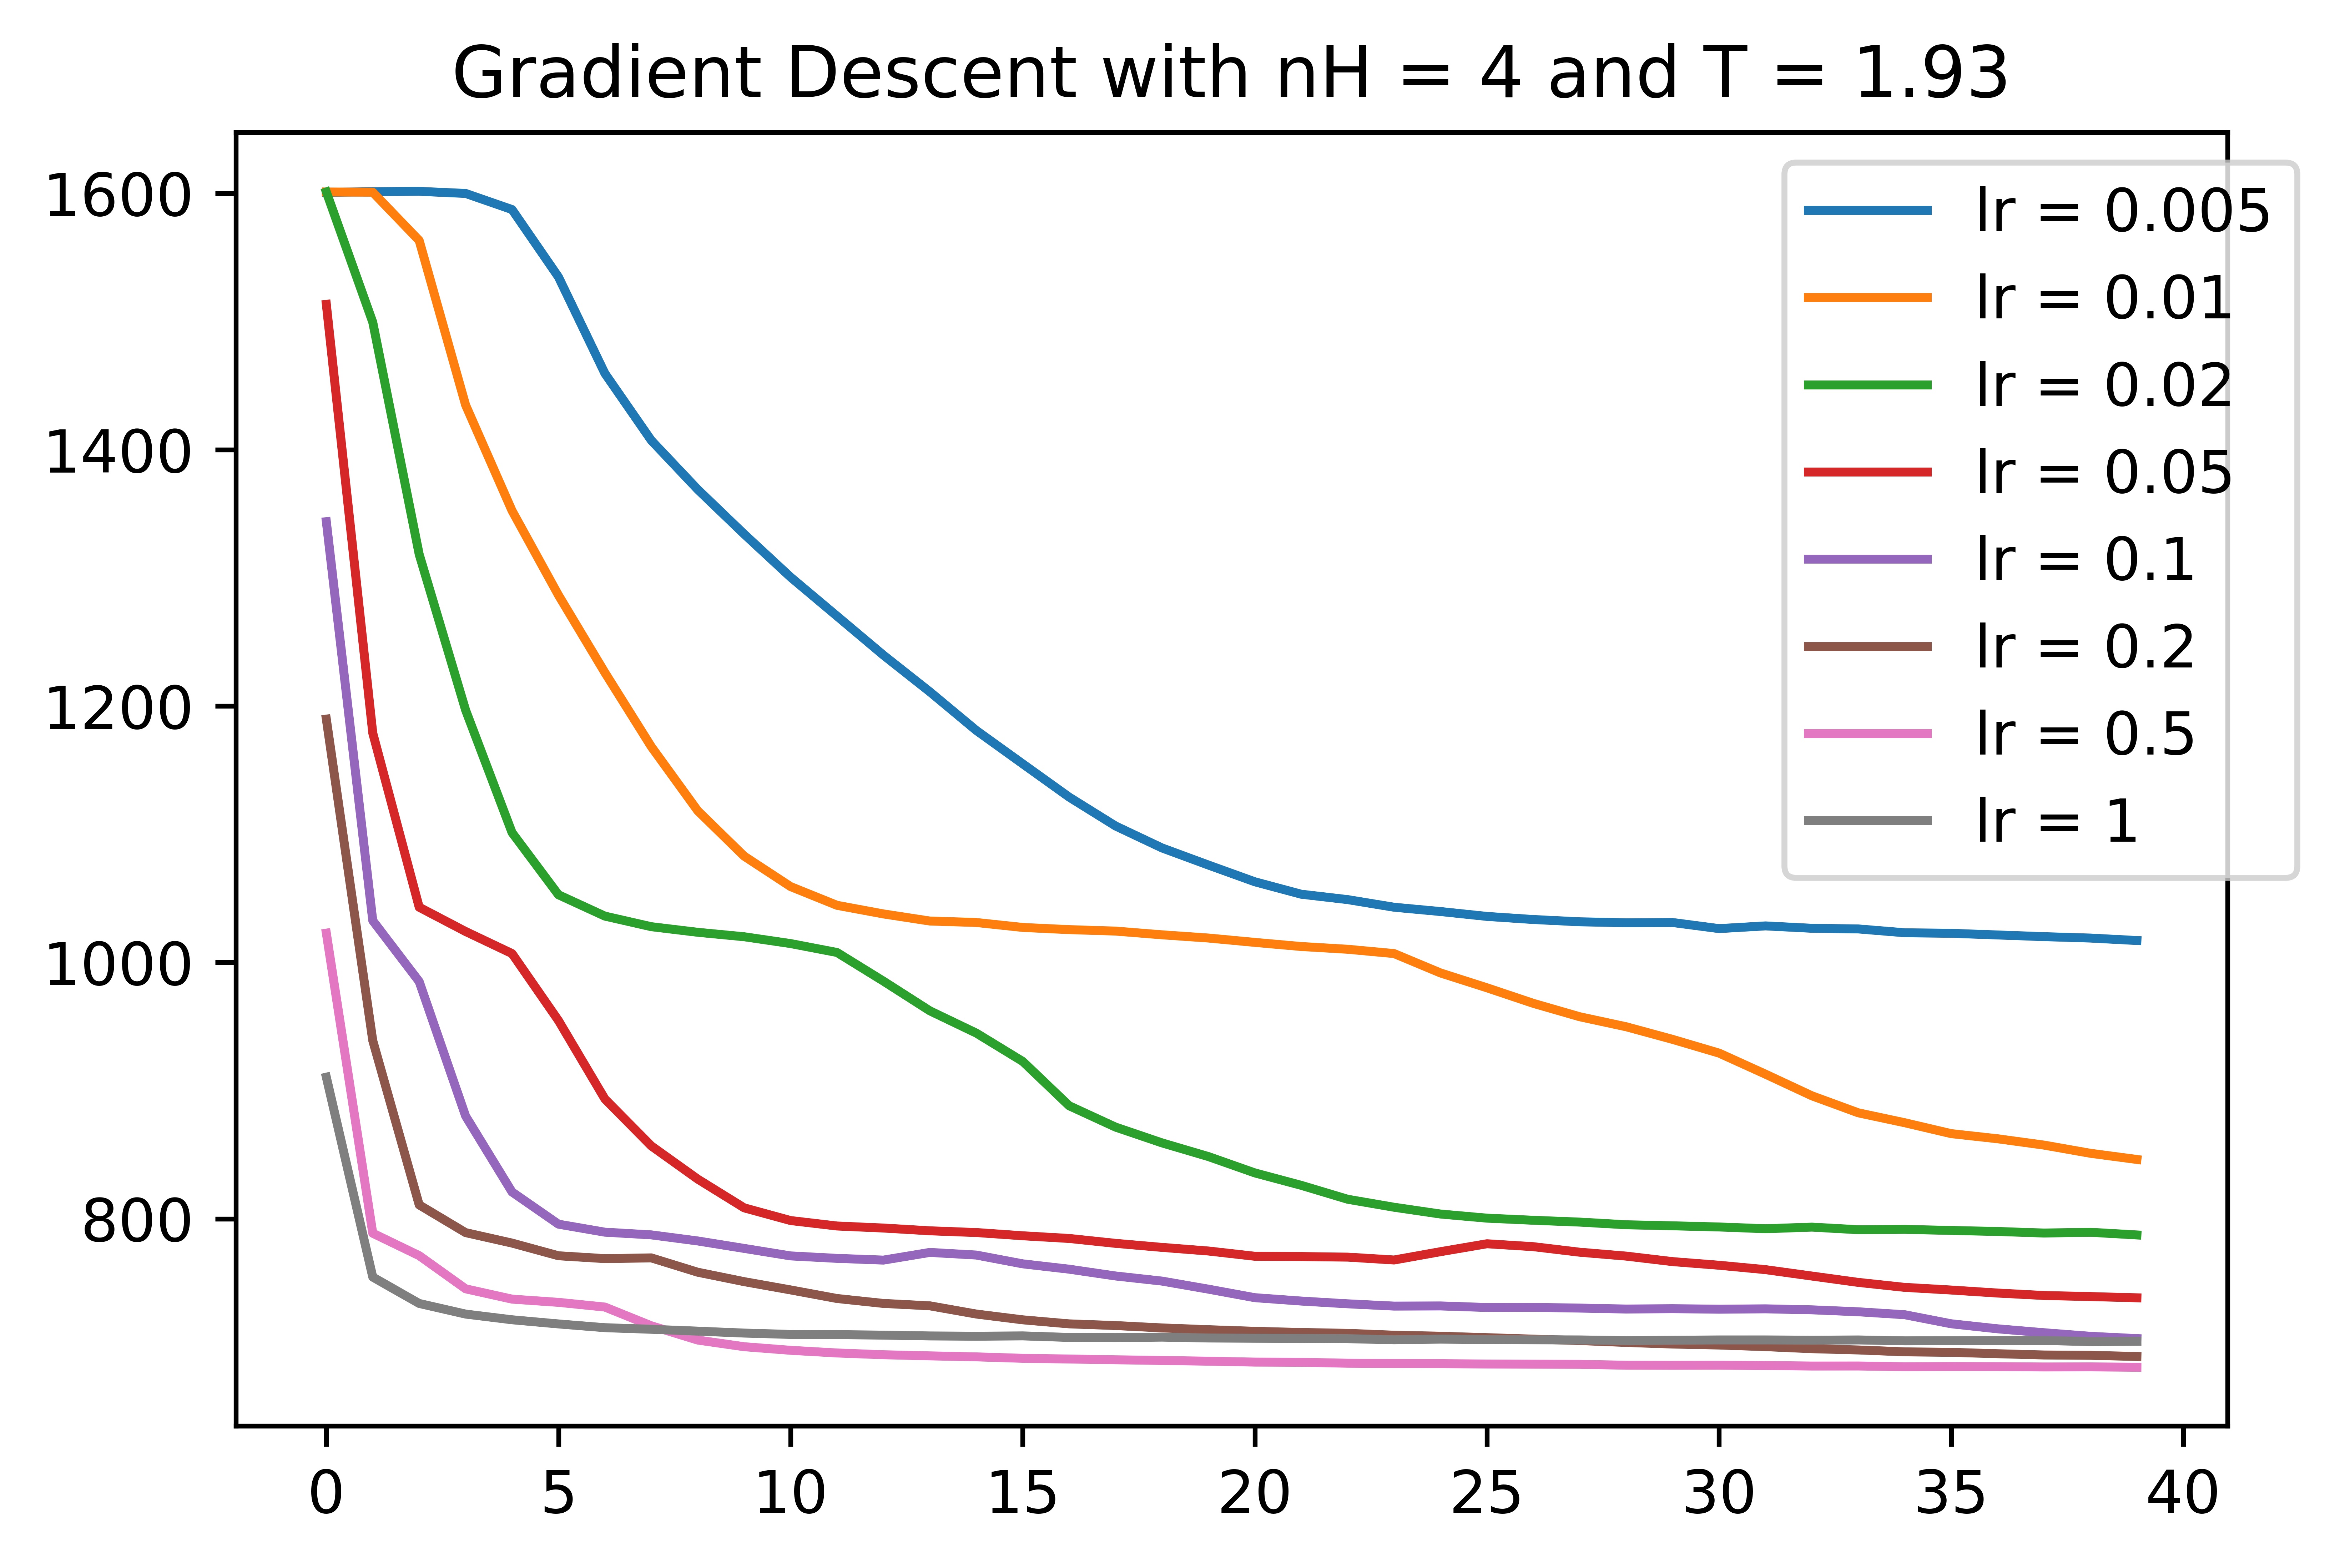 Gradient Descent with nH = 4 and T = 1.93
1600
1400
1200
1000
800
lr = 0.005
lr = 0.01
lr = 0.02
lr = 0.05
lr = 0.1
lr = 0.2
lr = 0.5
lr = 1
0 5 10 15 20 25 30 35 40